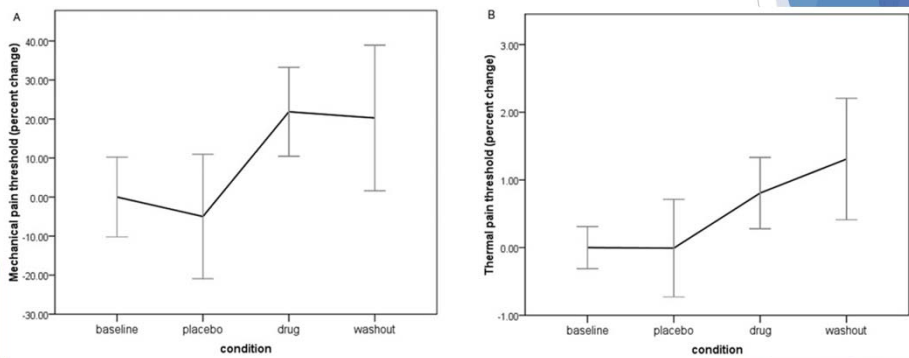 A
Mechanical pain threshold (percent change)
40.00
30.00
20.00
10.00
0.00
-10.00
-20.00
-30.00
baseline placebo drug washout
condition
B
Thermal pain threshold (percent change)
3.00
2.00
1.00
0.00
-1.00
baseline placebo drug washout
condition